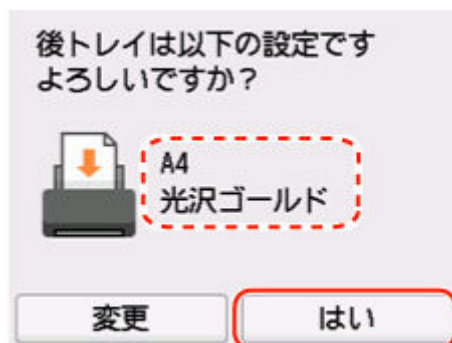 後トレイは以下の設定です
よろしいですか？
A4
光沢ゴールド
変更
はい